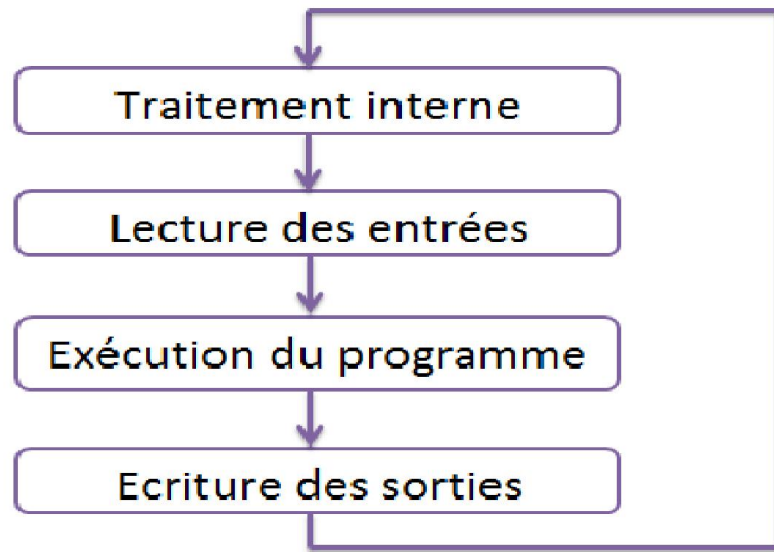 Traitement interne
Lecture des entrées
Exécution du programme
Ecriture des sorties